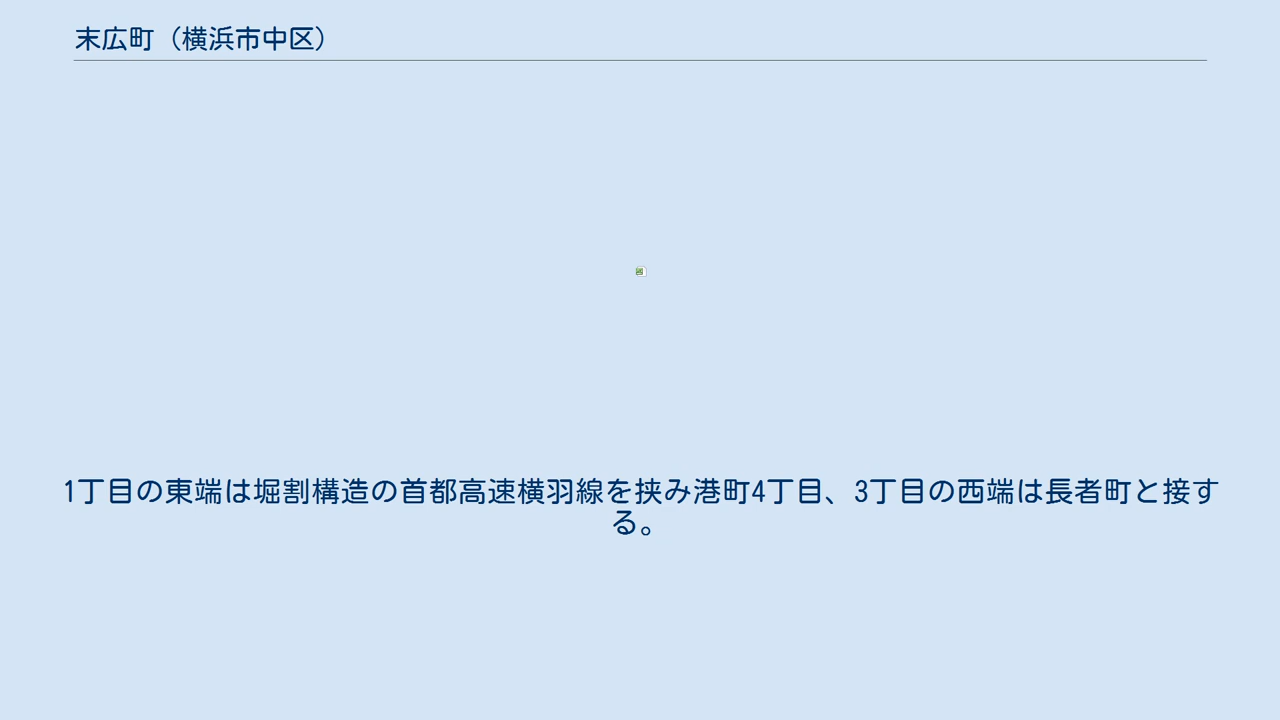 末広町（横浜市中区）
1丁目の東端は堀割構造の首都高速横羽線を挟み港町4丁目、3丁目の西端は長者町と接す
る。